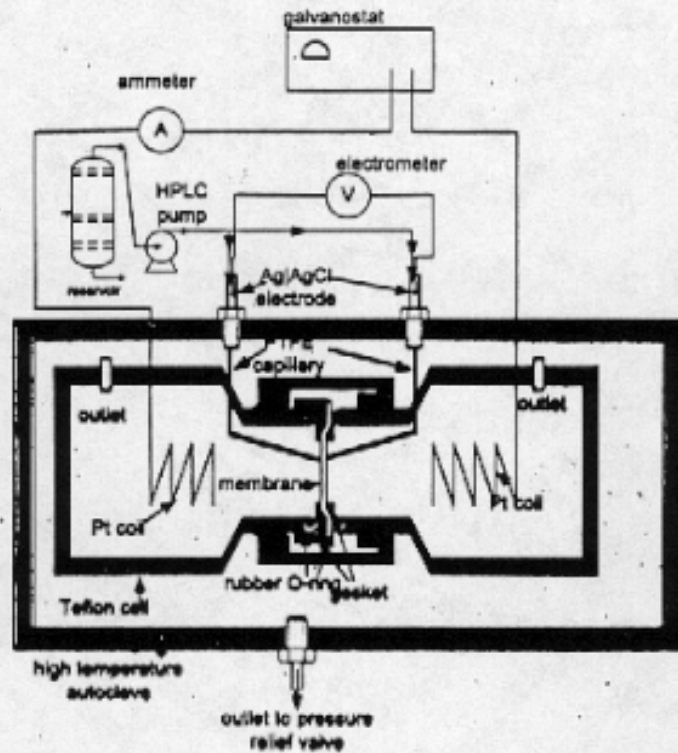 galvanostat
ammeter
A
electrometer
V
HPLC
pump
reservoir
Ag|AgCl
electrode
PTFE
capillary
outlet
outlet
membrane
Pt coil
Pt coil
rubber O-ring
gasket
Teflon cell
high temperature
autoclave
outlet to pressure
relief valve